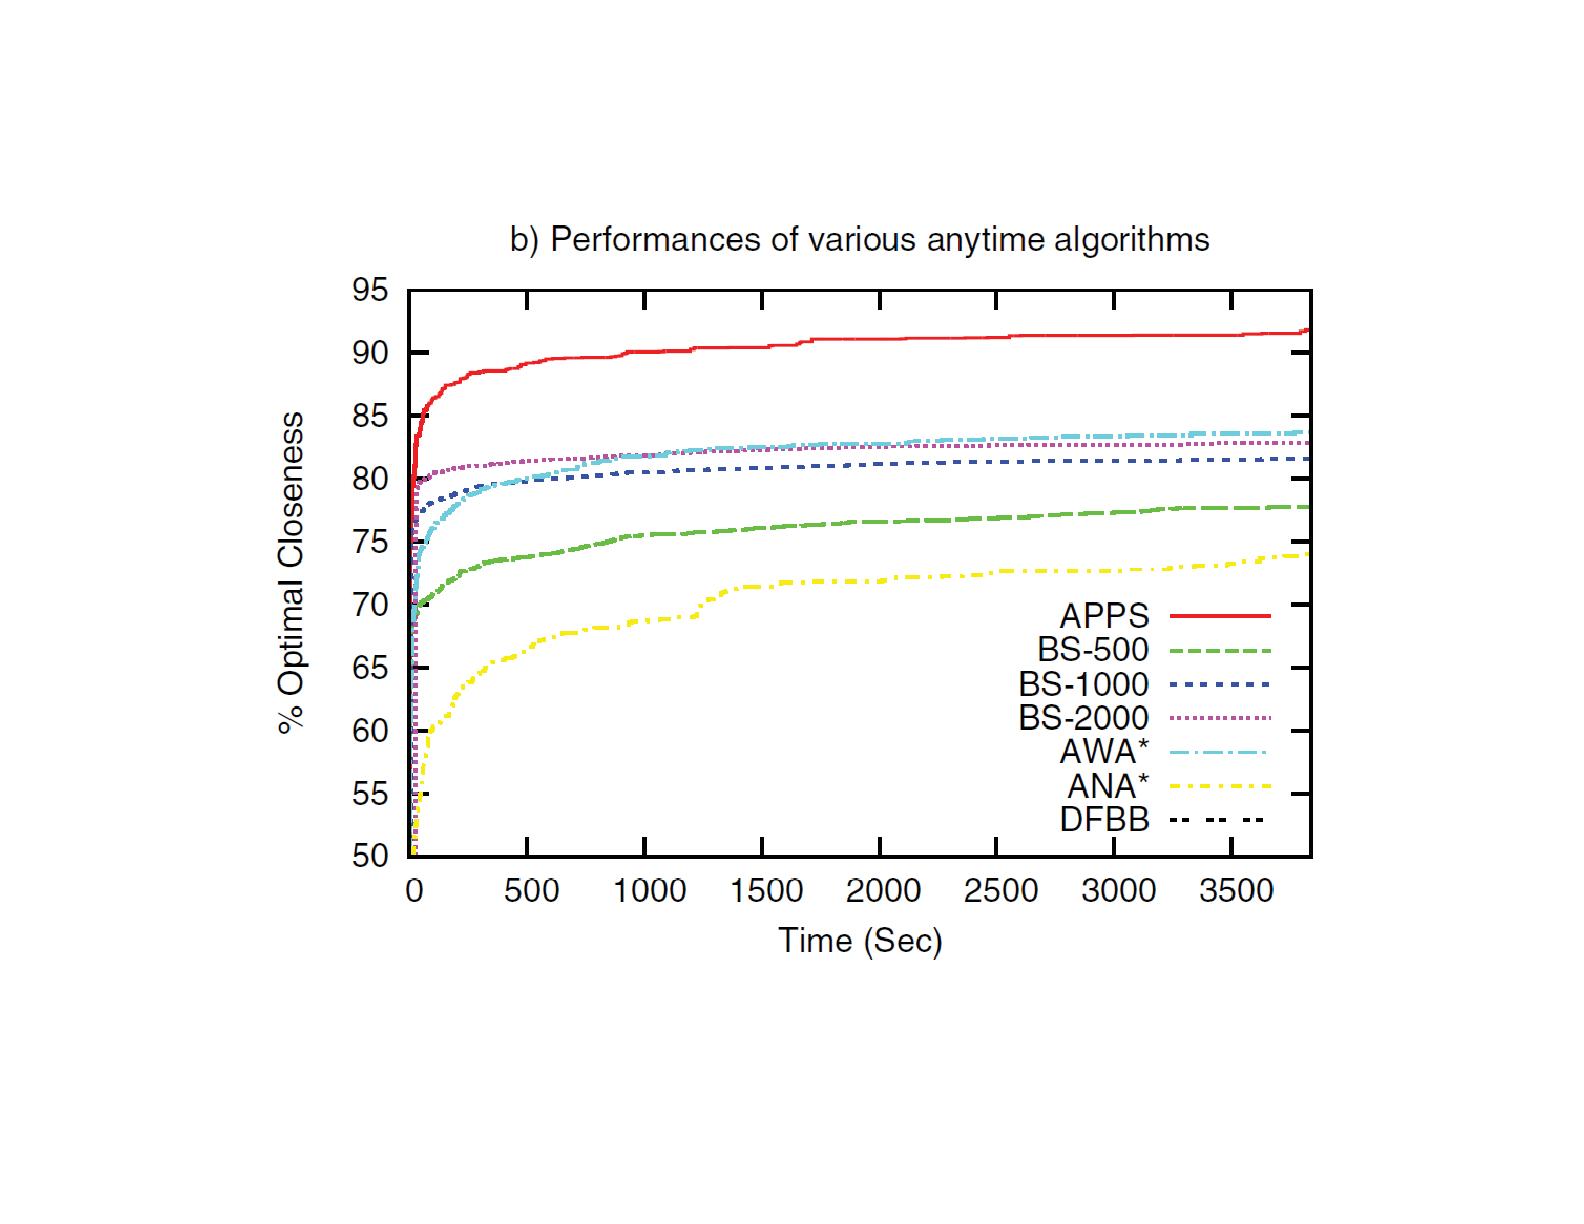 b) Performances of various anytime algorithms
95
90
85
80
75
70
65
60
55
50
% Optimal Closeness
APPS
BS-500
BS-1000
BS-2000
AWA*
ANA*
DFBB
0 500 1000 1500 2000 2500 3000 3500
Time (Sec)